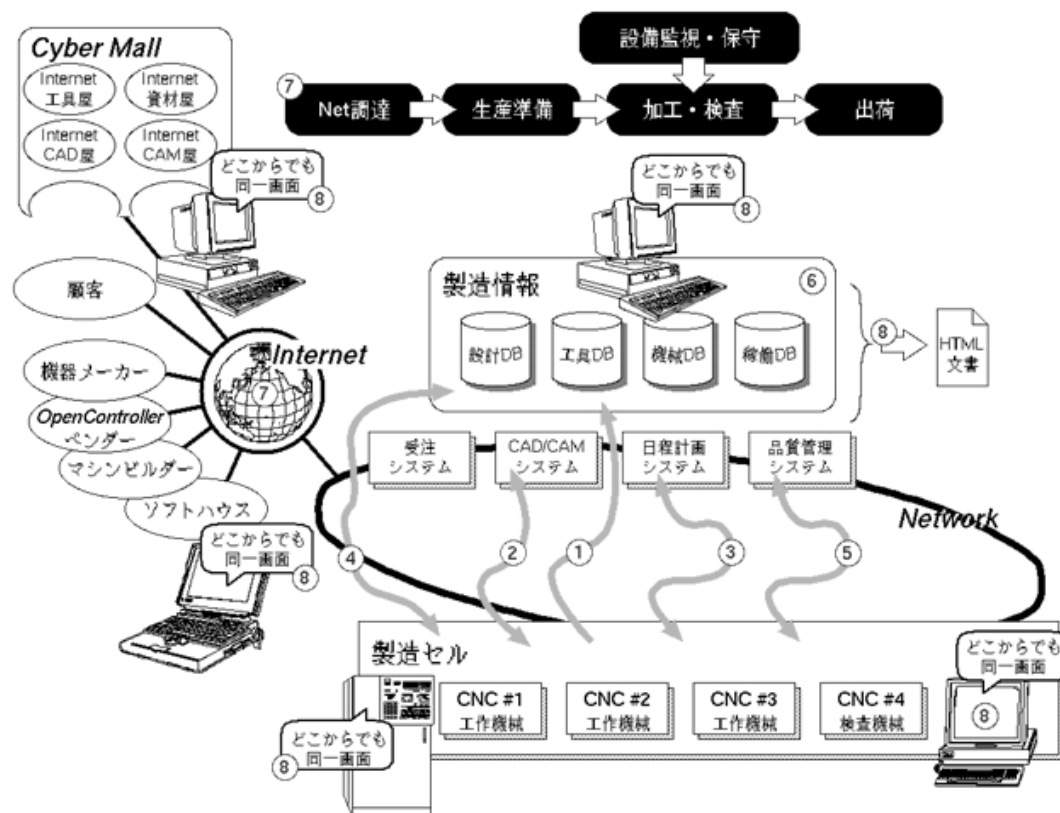 Cyber Mall
Internet
工具屋
Internet
資材屋
Internet
CAD屋
Internet
CAM屋
設備監視・保守
⑦
Net調達
生産準備
加工・検査
出荷
どこからでも
同一画面
⑧
どこからでも
同一画面
⑧
顧客
機器メーカー
OpenController
ベンダー
マシンビルダー
ソフトハウス
Internet
⑦
製造情報
⑥
設計DB
工具DB
機械DB
稼働DB
⑧
HTML
文書
受注
システム
CAD/CAM
システム
日程計画
システム
品質管理
システム
Network
④
②
①
③
⑤
どこからでも
同一画面
⑧
製造セル
CNC #1
工作機械
CNC #2
工作機械
CNC #3
工作機械
CNC #4
検査機械
どこからでも
同一画面
⑧
どこからでも
同一画面
⑧